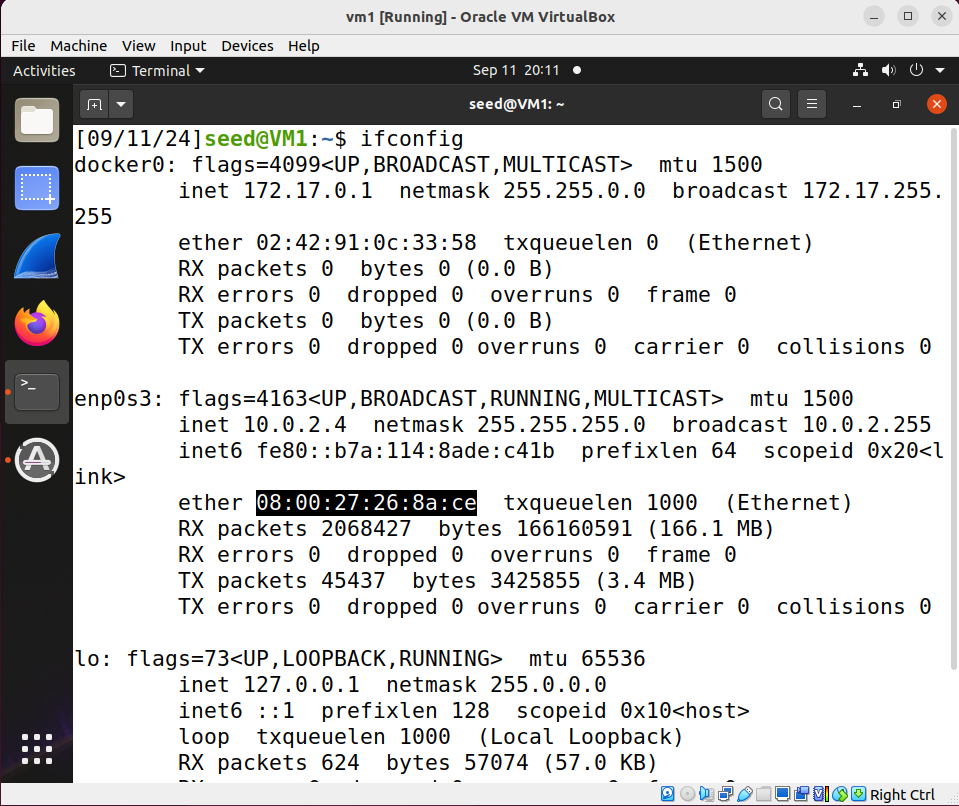 vm1 [Running] - Oracle VM VirtualBox
File Machine View Input Devices Help
Activities Terminal Sep 11 20:11
seed@VM1: ~
[09/11/24]seed@VM1:~$ ifconfig
docker0: flags=4099<UP,BROADCAST,MULTICAST>  mtu 1500
        inet 172.17.0.1  netmask 255.255.0.0  broadcast 172.17.255.
255
        ether 02:42:91:0c:33:58  txqueuelen 0  (Ethernet)
        RX packets 0  bytes 0 (0.0 B)
        RX errors 0  dropped 0  overruns 0  frame 0
        TX packets 0  bytes 0 (0.0 B)
        TX errors 0  dropped 0 overruns 0  carrier 0  collisions 0
enp0s3: flags=4163<UP,BROADCAST,RUNNING,MULTICAST>  mtu 1500
        inet 10.0.2.4  netmask 255.255.255.0  broadcast 10.0.2.255
        inet6 fe80::b7a:114:8ade:c41b  prefixlen 64  scopeid 0x20<l
ink>
        ether 08:00:27:26:8a:ce  txqueuelen 1000  (Ethernet)
        RX packets 2068427  bytes 166160591 (166.1 MB)
        RX errors 0  dropped 0  overruns 0  frame 0
        TX packets 45437  bytes 3425855 (3.4 MB)
        TX errors 0  dropped 0 overruns 0  carrier 0  collisions 0
lo: flags=73<UP,LOOPBACK,RUNNING>  mtu 65536
        inet 127.0.0.1  netmask 255.0.0.0
        inet6 ::1  prefixlen 128  scopeid 0x10<host>
        loop  txqueuelen 1000  (Local Loopback)
        RX packets 624  bytes 57074 (57.0 KB)
Right Ctrl